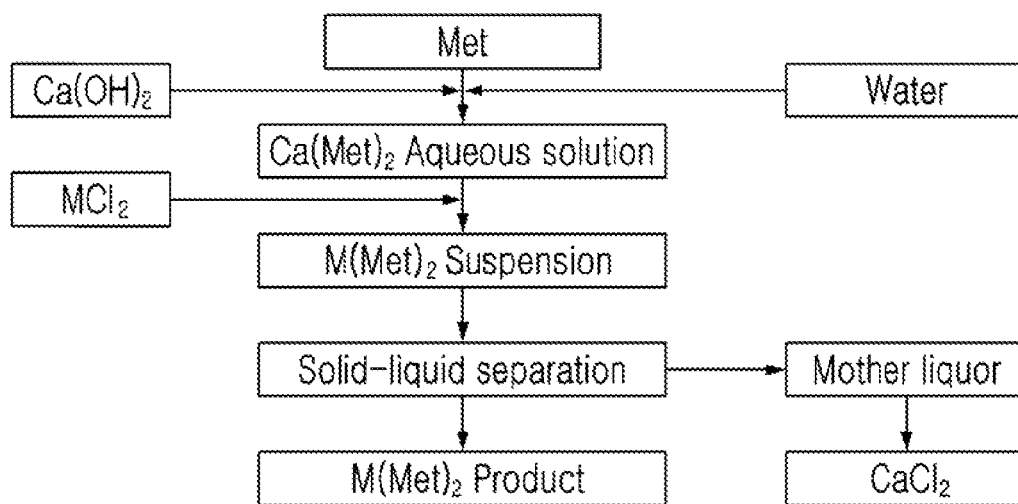 Met
Ca(OH)₂
Water
Ca(Met)₂ Aqueous solution
MCl₂
M(Met)₂ Suspension
Solid-liquid separation
Mother liquor
M(Met)₂ Product
CaCl₂